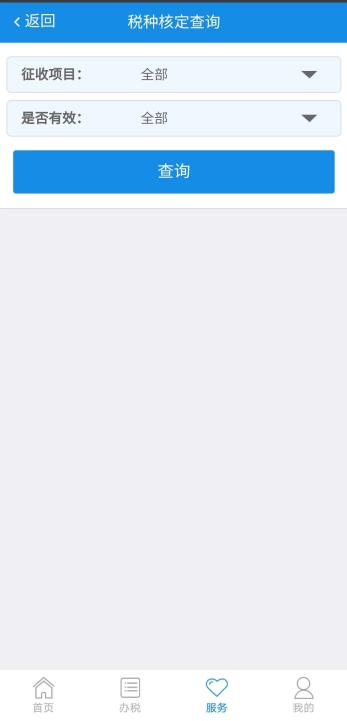 返回 税种核定查询
征收项目： 全部
是否有效： 全部
查询
首页 办税 服务 我的